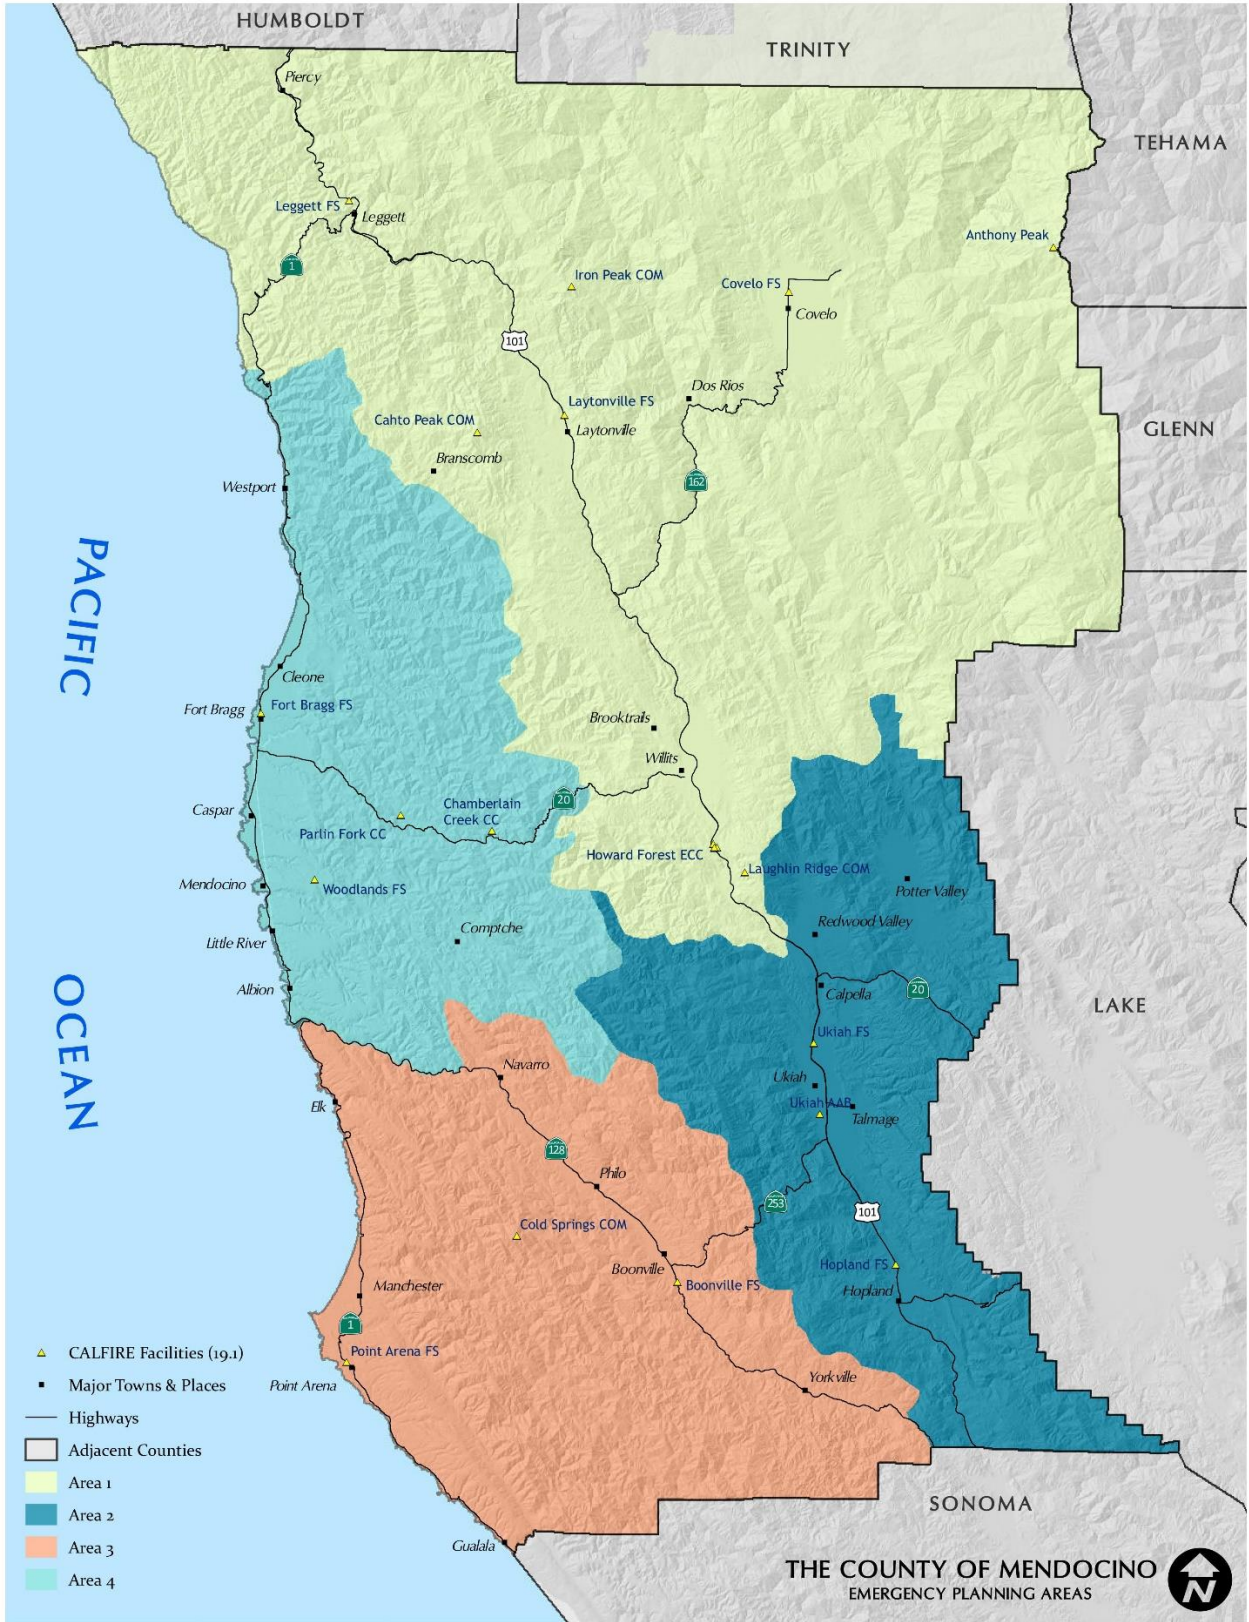 HUMBOLDT
TRINITY
Piercy
TEHAMA
Leggett FS
Leggett
Anthony Peak
1
Iron Peak COM
Covelo FS
Covelo
101
Dos Rios
Laytonville FS
Cahto Peak COM
Laytonville
GLENN
Branscomb
162
Westport
PACIFIC
Cleone
Fort Bragg
Fort Bragg FS
Brooktrails
Willits
20
Chamberlain
Creek CC
Caspar
Parlin Fork CC
Howard Forest ECC
Laughlin Ridge COM
Mendocino
Woodlands FS
Potter Valley
Redwood Valley
Comptche
Little River
Albion
20
Calpella
LAKE
OCEAN
Ukiah FS
Navarro
Ukiah
Ukiah AAB
Elk
Talmage
128
Philo
253
101
Cold Springs COM
Boonville
Hopland FS
Boonville FS
Hopland
Manchester
1
Point Arena FS
Point Arena
Yorkville
CALFIRE Facilities (19.1)
Major Towns & Places
Highways
Adjacent Counties
Area 1
Area 2
Area 3
Area 4
SONOMA
Gualala
THE COUNTY OF MENDOCINO
EMERGENCY PLANNING AREAS
N